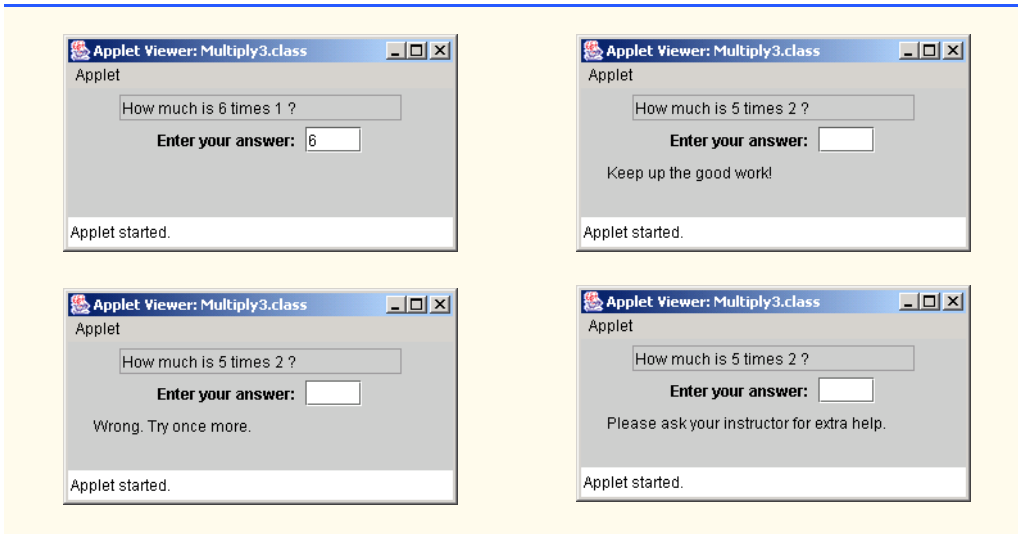 Applet Viewer: Multiply3.class
Applet
How much is 6 times 1 ?
Enter your answer: 6
Applet started.
Applet Viewer: Multiply3.class
Applet
How much is 5 times 2 ?
Enter your answer:
Keep up the good work!
Applet started.
Applet Viewer: Multiply3.class
Applet
How much is 5 times 2 ?
Enter your answer:
Wrong. Try once more.
Applet started.
Applet Viewer: Multiply3.class
Applet
How much is 5 times 2 ?
Enter your answer:
Please ask your instructor for extra help.
Applet started.